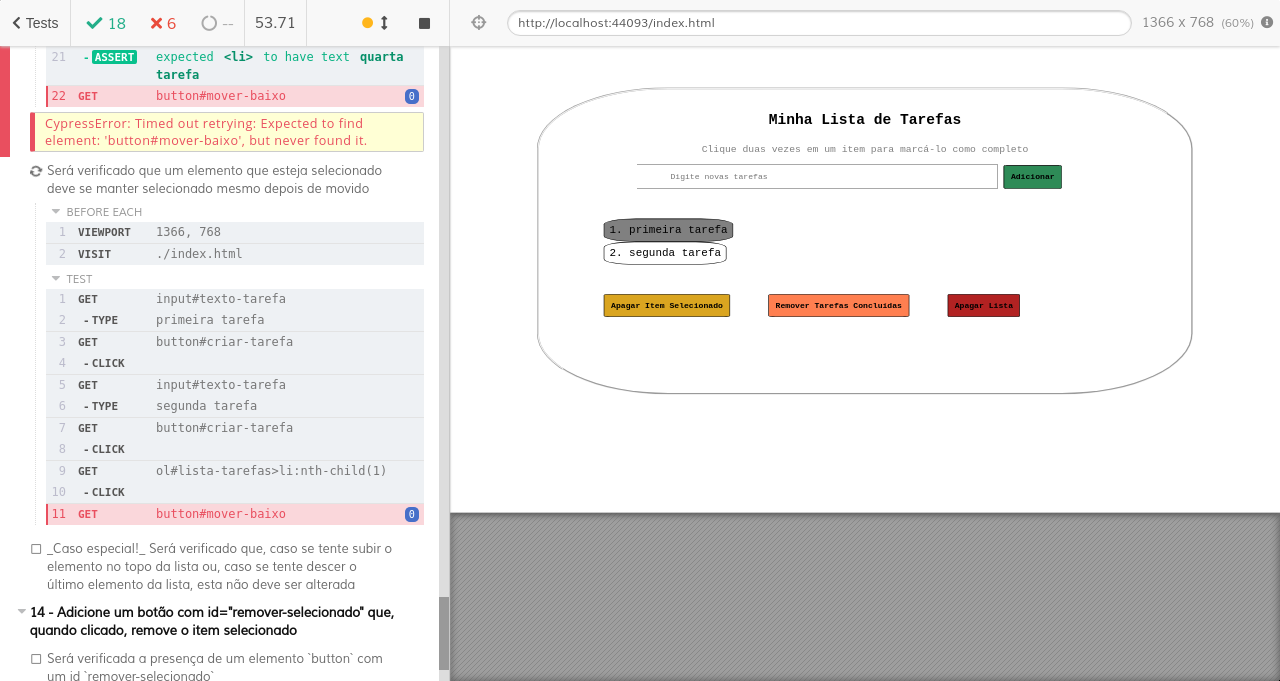 Tests
18
6
--
53.71
http://localhost:44093/index.html
1366 x 768 (60%)
21 - ASSERT expected <li> to have text quarta
tarefa
22 GET button#mover-baixo 0
CypressError: Timed out retrying: Expected to find
element: 'button#mover-baixo', but never found it.
Será verificado que um elemento que esteja selecionado
deve se manter selecionado mesmo depois de movido
BEFORE EACH
1 VIEWPORT 1366, 768
2 VISIT ./index.html
TEST
1 GET input#texto-tarefa
2 - TYPE primeira tarefa
3 GET button#criar-tarefa
4 - CLICK
5 GET input#texto-tarefa
6 - TYPE segunda tarefa
7 GET button#criar-tarefa
8 - CLICK
9 GET ol#lista-tarefas>li:nth-child(1)
10 - CLICK
11 GET button#mover-baixo 0
_Caso especial!_ Será verificado que, caso se tente subir o
elemento no topo da lista ou, caso se tente descer o
último elemento da lista, esta não deve ser alterada
14 - Adicione um botão com id="remover-selecionado" que,
quando clicado, remove o item selecionado
Será verificada a presença de um elemento `button` com
um id `remover-selecionado`
Minha Lista de Tarefas
Clique duas vezes em um item para marcá-lo como completo
Digite novas tarefas
Adicionar
1. primeira tarefa
2. segunda tarefa
Apagar Item Selecionado
Remover Tarefas Concluídas
Apagar Lista